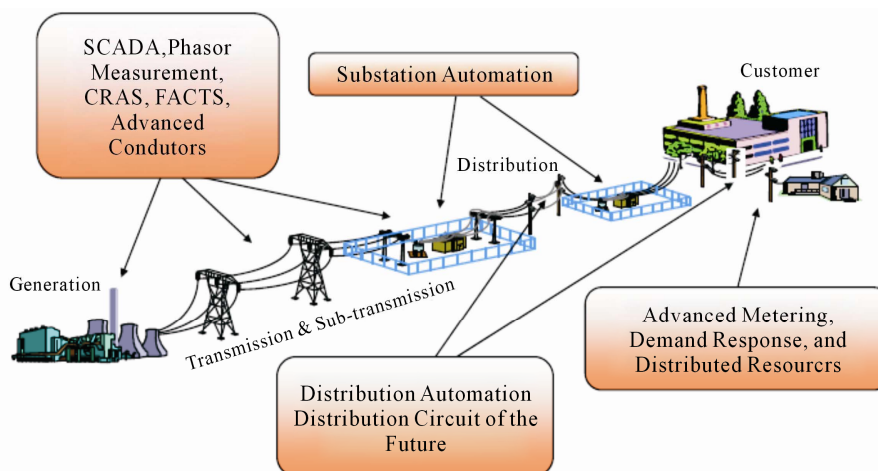 SCADA,Phasor
Measurement,
CRAS, FACTS,
Advanced
Condutors
Substation Automation
Customer
Distribution
Generation
Transmission & Sub-transmission
Advanced Metering,
Demand Response, and
Distributed Resourcrs
Distribution Automation
Distribution Circuit of the
Future